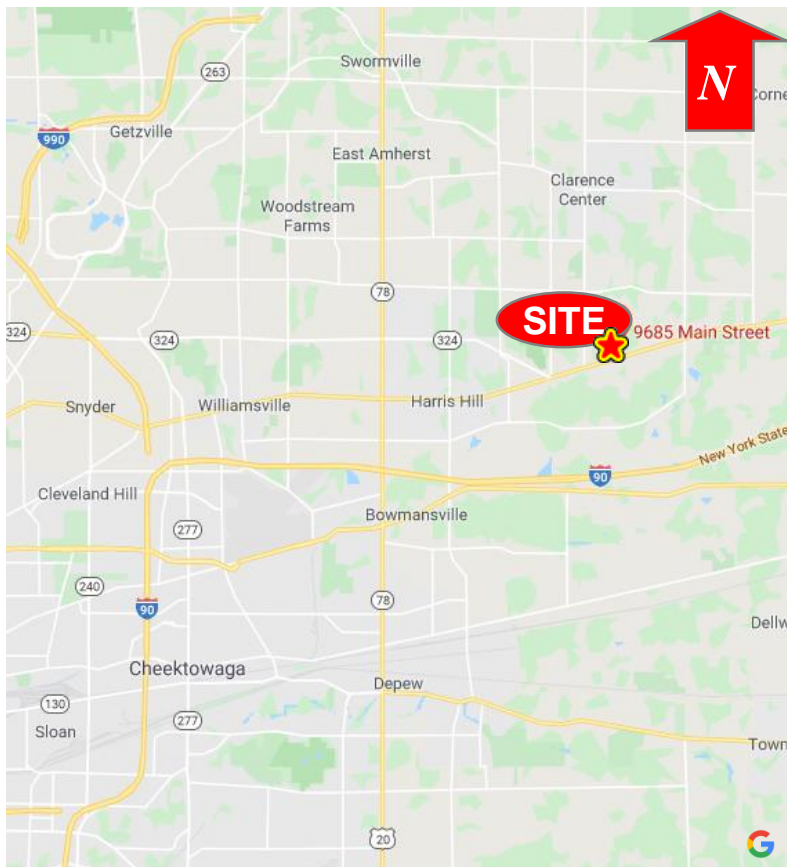 N
263
Swormville
Corne
Getzville
990
East Amherst
Clarence
Center
Woodstream
Farms
78
SITE
9685 Main Street
324
324
324
Snyder
Williamsville
Harris Hill
New York State
90
Cleveland Hill
Bowmansville
277
240
78
90
Dellw
Cheektowaga
Depew
130
277
Sloan
Town
20
G